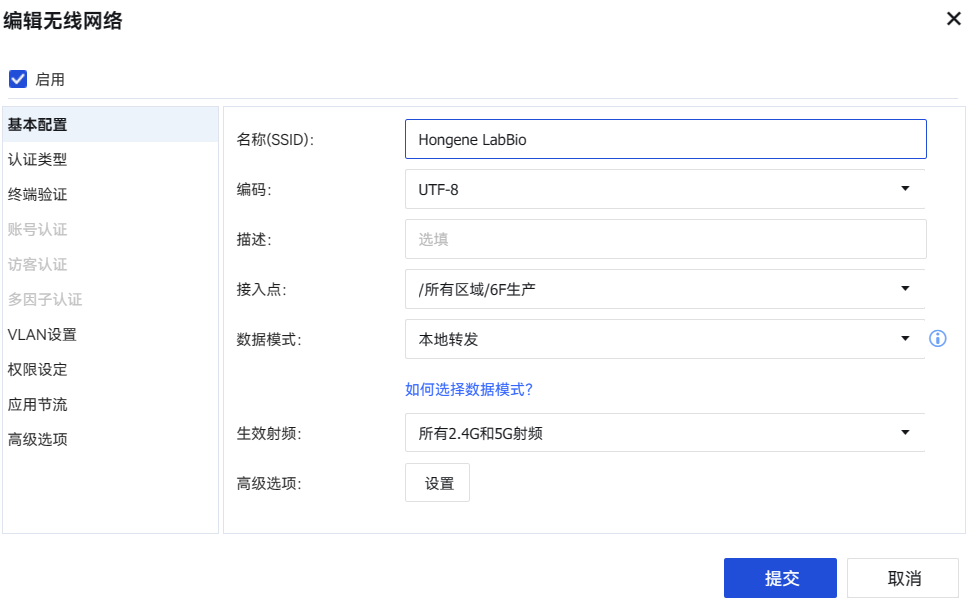 编辑无线网络
启用
基本配置
认证类型
终端验证
账号认证
访客认证
多因子认证
VLAN设置
权限设定
应用节流
高级选项
名称(SSID):
Hongene LabBio
编码:
UTF-8
描述:
选填
接入点:
/所有区域/6F生产
数据模式:
本地转发
如何选择数据模式?
生效射频:
所有2.4G和5G射频
高级选项:
设置
提交
取消